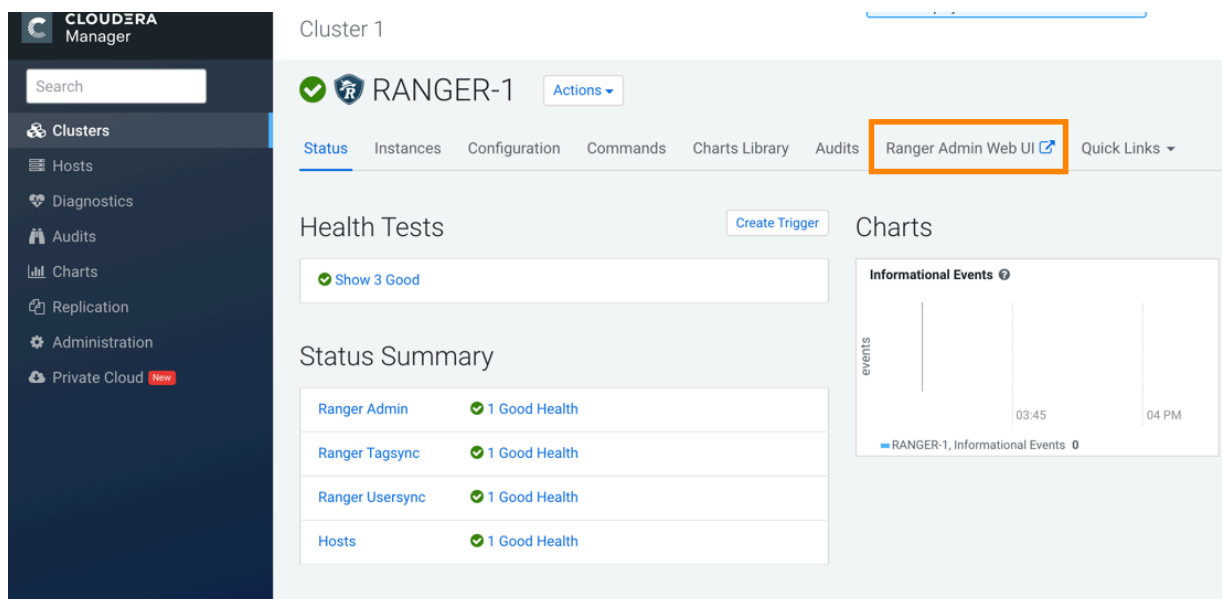 CLOUDERA
Manager
Search
Clusters
Hosts
Diagnostics
Audits
Charts
Replication
Administration
Private Cloud New
Cluster 1
RANGER-1 Actions
Status Instances Configuration Commands Charts Library Audits Ranger Admin Web UI Quick Links
Health Tests Create Trigger
Show 3 Good
Status Summary
Ranger Admin 1 Good Health
Ranger Tagsync 1 Good Health
Ranger Usersync 1 Good Health
Hosts 1 Good Health
Charts
Informational Events
events
03:45 04 PM
RANGER-1, Informational Events 0